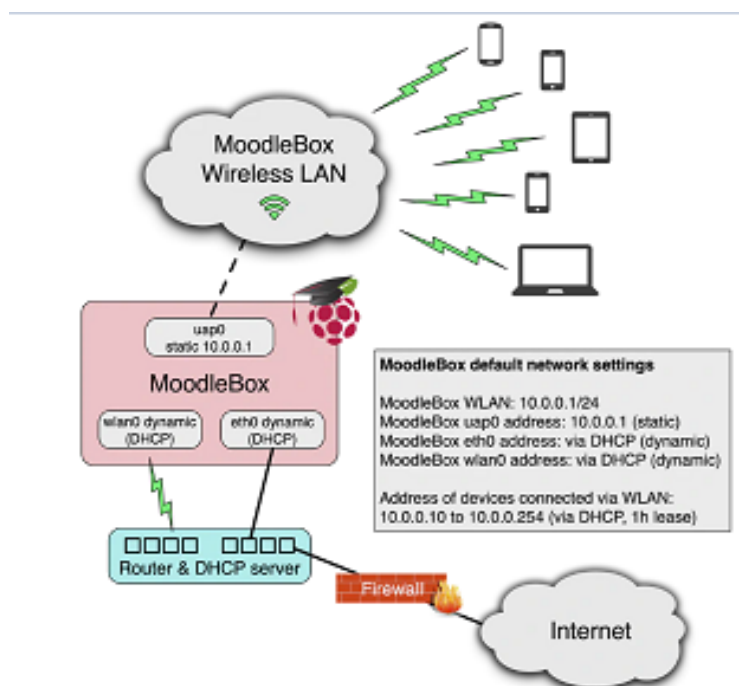 MoodleBox
Wireless LAN
uap0
static 10.0.0.1
MoodleBox
wlan0 dynamic
(DHCP)
eth0 dynamic
(DHCP)
MoodleBox default network settings
MoodleBox WLAN: 10.0.0.1/24
MoodleBox uap0 address: 10.0.0.1 (static)
MoodleBox eth0 address: via DHCP (dynamic)
MoodleBox wlan0 address: via DHCP (dynamic)
Address of devices connected via WLAN:
10.0.0.10 to 10.0.0.254 (via DHCP, 1h lease)
Router & DHCP server
Firewall
Internet